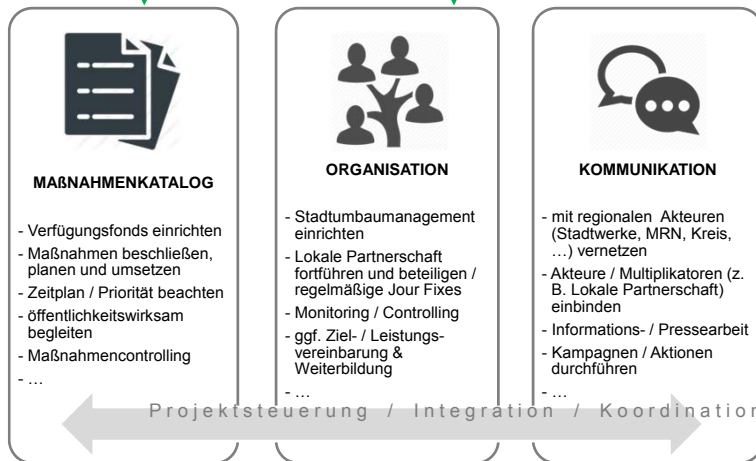 MAßNAHMENKATALOG
- Verfügungsfonds einrichten
- Maßnahmen beschließen,
planen und umsetzen
- Zeitplan / Priorität beachten
- öffentlichkeitswirksam
begleiten
- Maßnahmencontrolling
- …
ORGANISATION
- Stadtumbaumanagement
einrichten
- Lokale Partnerschaft
fortführen und beteiligen /
regelmäßige Jour Fixes
- Monitoring / Controlling
- ggf. Ziel- / Leistungs-
vereinbarung &
Weiterbildung
- …
KOMMUNIKATION
- mit regionalen Akteuren
(Stadtwerke, MRN, Kreis,
…) vernetzen
- Akteure / Multiplikatoren (z.
B. Lokale Partnerschaft)
einbinden
- Informations- / Pressearbeit
- Kampagnen / Aktionen
durchführen
- …
Projektsteuerung / Integration / Koordination